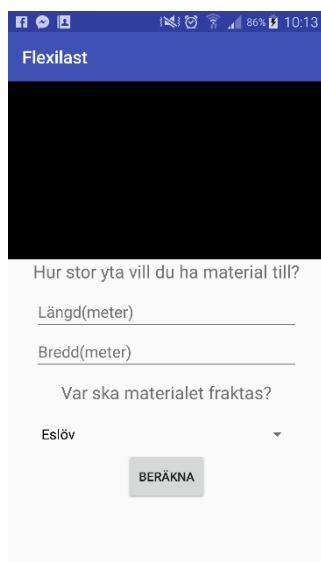 86% 10:13
Flexilast
Hur stor yta vill du ha material till?
Längd(meter)
Bredd(meter)
Var ska materialet fraktas?
Eslöv
BERÄKNA